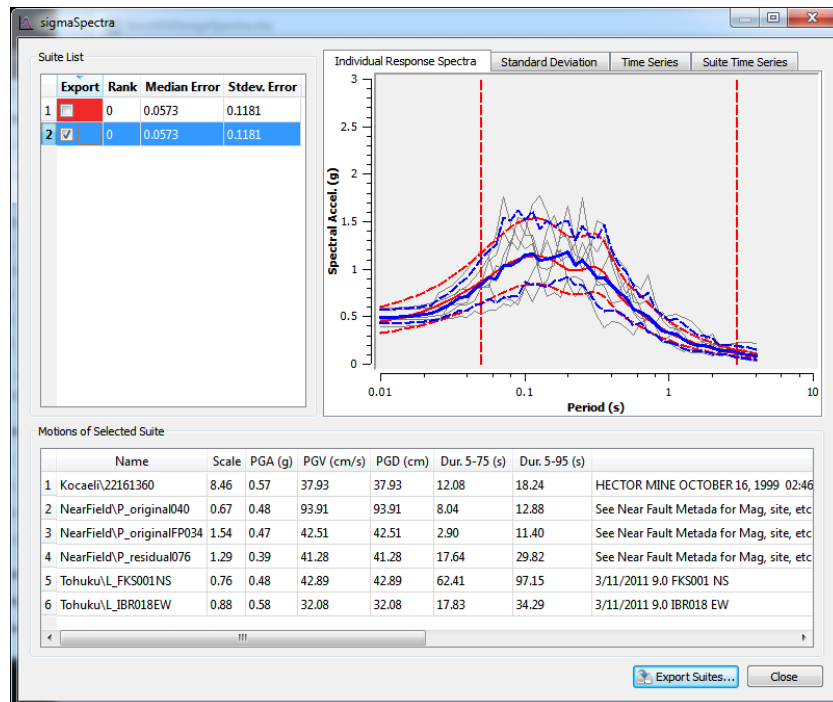 sigmaSpectra
Suite List
Export Rank Median Error Stdev. Error
1 0 0.0573 0.1181
2 0 0.0573 0.1181
Individual Response Spectra Standard Deviation Time Series Suite Time Series
3
2.5
2
1.5
1
0.5
0
Spectral Accel. (g)
0.01 0.1 1 10
Period (s)
Motions of Selected Suite
Name Scale PGA (g) PGV (cm/s) PGD (cm) Dur. 5-75 (s) Dur. 5-95 (s)
1 Kocaeli\22161360 8.46 0.57 37.93 37.93 12.08 18.24 HECTOR MINE OCTOBER 16, 1999 02:46
2 NearField\P_original040 0.67 0.48 93.91 93.91 8.04 12.88 See Near Fault Metada for Mag, site, etc
3 NearField\P_originalFP034 1.54 0.47 42.51 42.51 2.90 11.40 See Near Fault Metada for Mag, site, etc
4 NearField\P_residual076 1.29 0.39 41.28 41.28 17.64 29.82 See Near Fault Metada for Mag, site, etc
5 Tohuku\L_FKS001NS 0.76 0.48 42.89 42.89 62.41 97.15 3/11/2011 9.0 FKS001 NS
6 Tohuku\L_IBR018EW 0.88 0.58 32.08 32.08 17.83 34.29 3/11/2011 9.0 IBR018 EW
Export Suites... Close